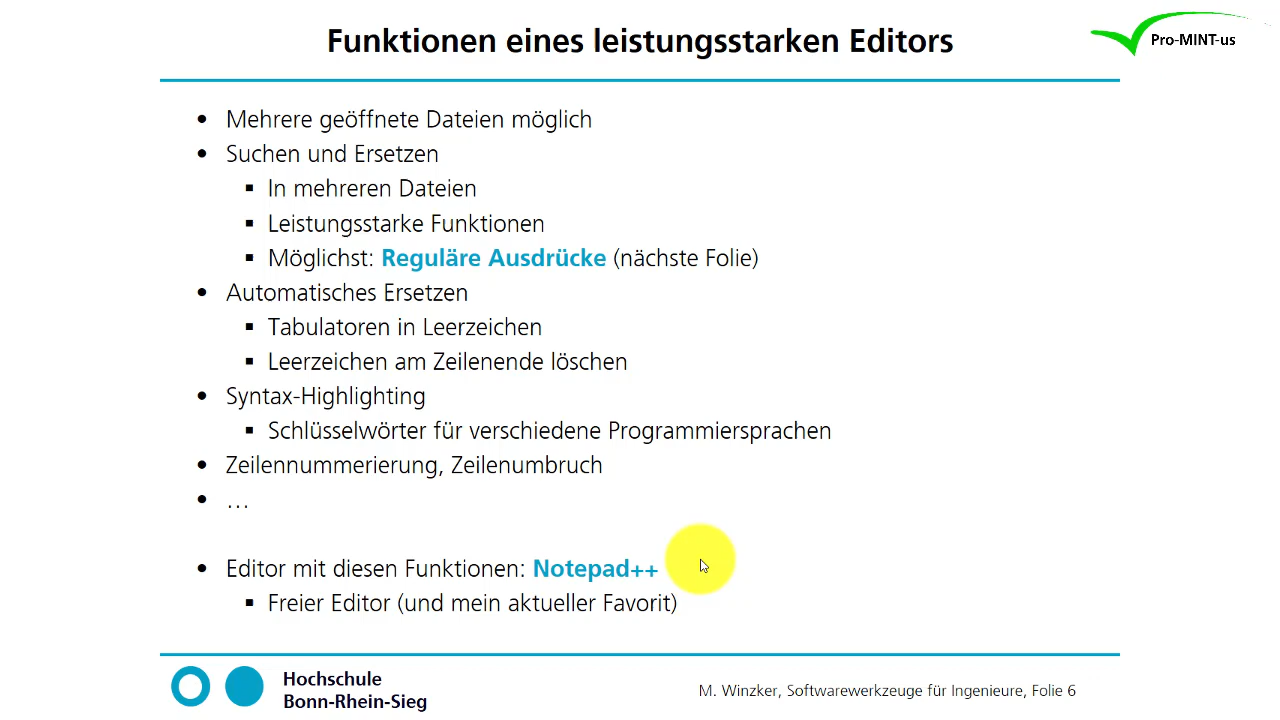 Funktionen eines leistungsstarken Editors
Pro-MINT-us
• Mehrere geöffnete Dateien möglich
• Suchen und Ersetzen
▪ In mehreren Dateien
▪ Leistungsstarke Funktionen
▪ Möglichst: Reguläre Ausdrücke (nächste Folie)
• Automatisches Ersetzen
▪ Tabulatoren in Leerzeichen
▪ Leerzeichen am Zeilenende löschen
• Syntax-Highlighting
▪ Schlüsselwörter für verschiedene Programmiersprachen
• Zeilennummerierung, Zeilenumbruch
• …
• Editor mit diesen Funktionen: Notepad++
▪ Freier Editor (und mein aktueller Favorit)
Hochschule
Bonn-Rhein-Sieg
M. Winzker, Softwarewerkzeuge für Ingenieure, Folie 6